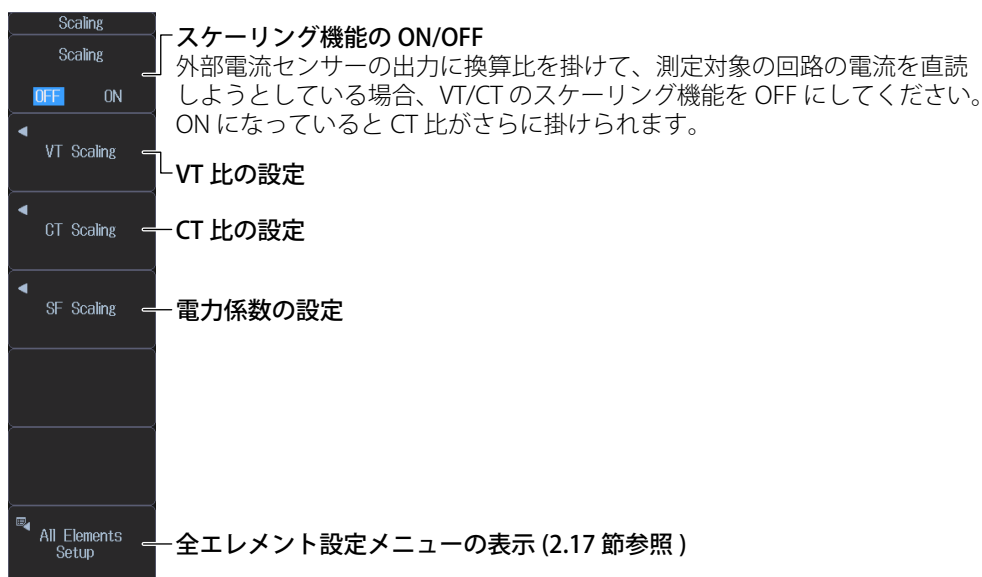 Scaling
Scaling
OFF ON
スケーリング機能の ON/OFF
外部電流センサーの出力に換算比を掛けて、測定対象の回路の電流を直読
しようとしている場合、VT/CT のスケーリング機能を OFF にしてください。
ON になっていると CT 比がさらに掛けられます。
VT Scaling
VT 比の設定
CT Scaling
CT 比の設定
SF Scaling
電力係数の設定
All Elements
Setup
全エレメント設定メニューの表示 (2.17 節参照 )